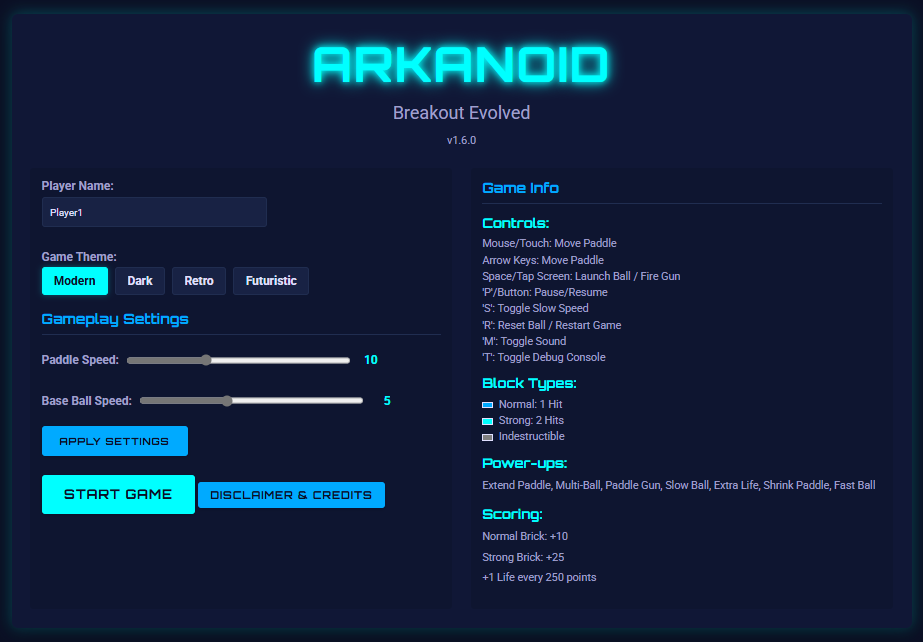 ARKANOID
Breakout Evolved
v1.6.0
Player Name:
Player1
Game Theme:
Modern
Dark
Retro
Futuristic
Gameplay Settings
Paddle Speed:
10
Base Ball Speed:
5
APPLY SETTINGS
START GAME
DISCLAIMER & CREDITS
Game Info
Controls:
Mouse/Touch: Move Paddle
Arrow Keys: Move Paddle
Space/Tap Screen: Launch Ball / Fire Gun
'P'/Button: Pause/Resume
'S': Toggle Slow Speed
'R': Reset Ball / Restart Game
'M': Toggle Sound
'T': Toggle Debug Console
Block Types:
Normal: 1 Hit
Strong: 2 Hits
Indestructible
Power-ups:
Extend Paddle, Multi-Ball, Paddle Gun, Slow Ball, Extra Life, Shrink Paddle, Fast Ball
Scoring:
Normal Brick: +10
Strong Brick: +25
+1 Life every 250 points